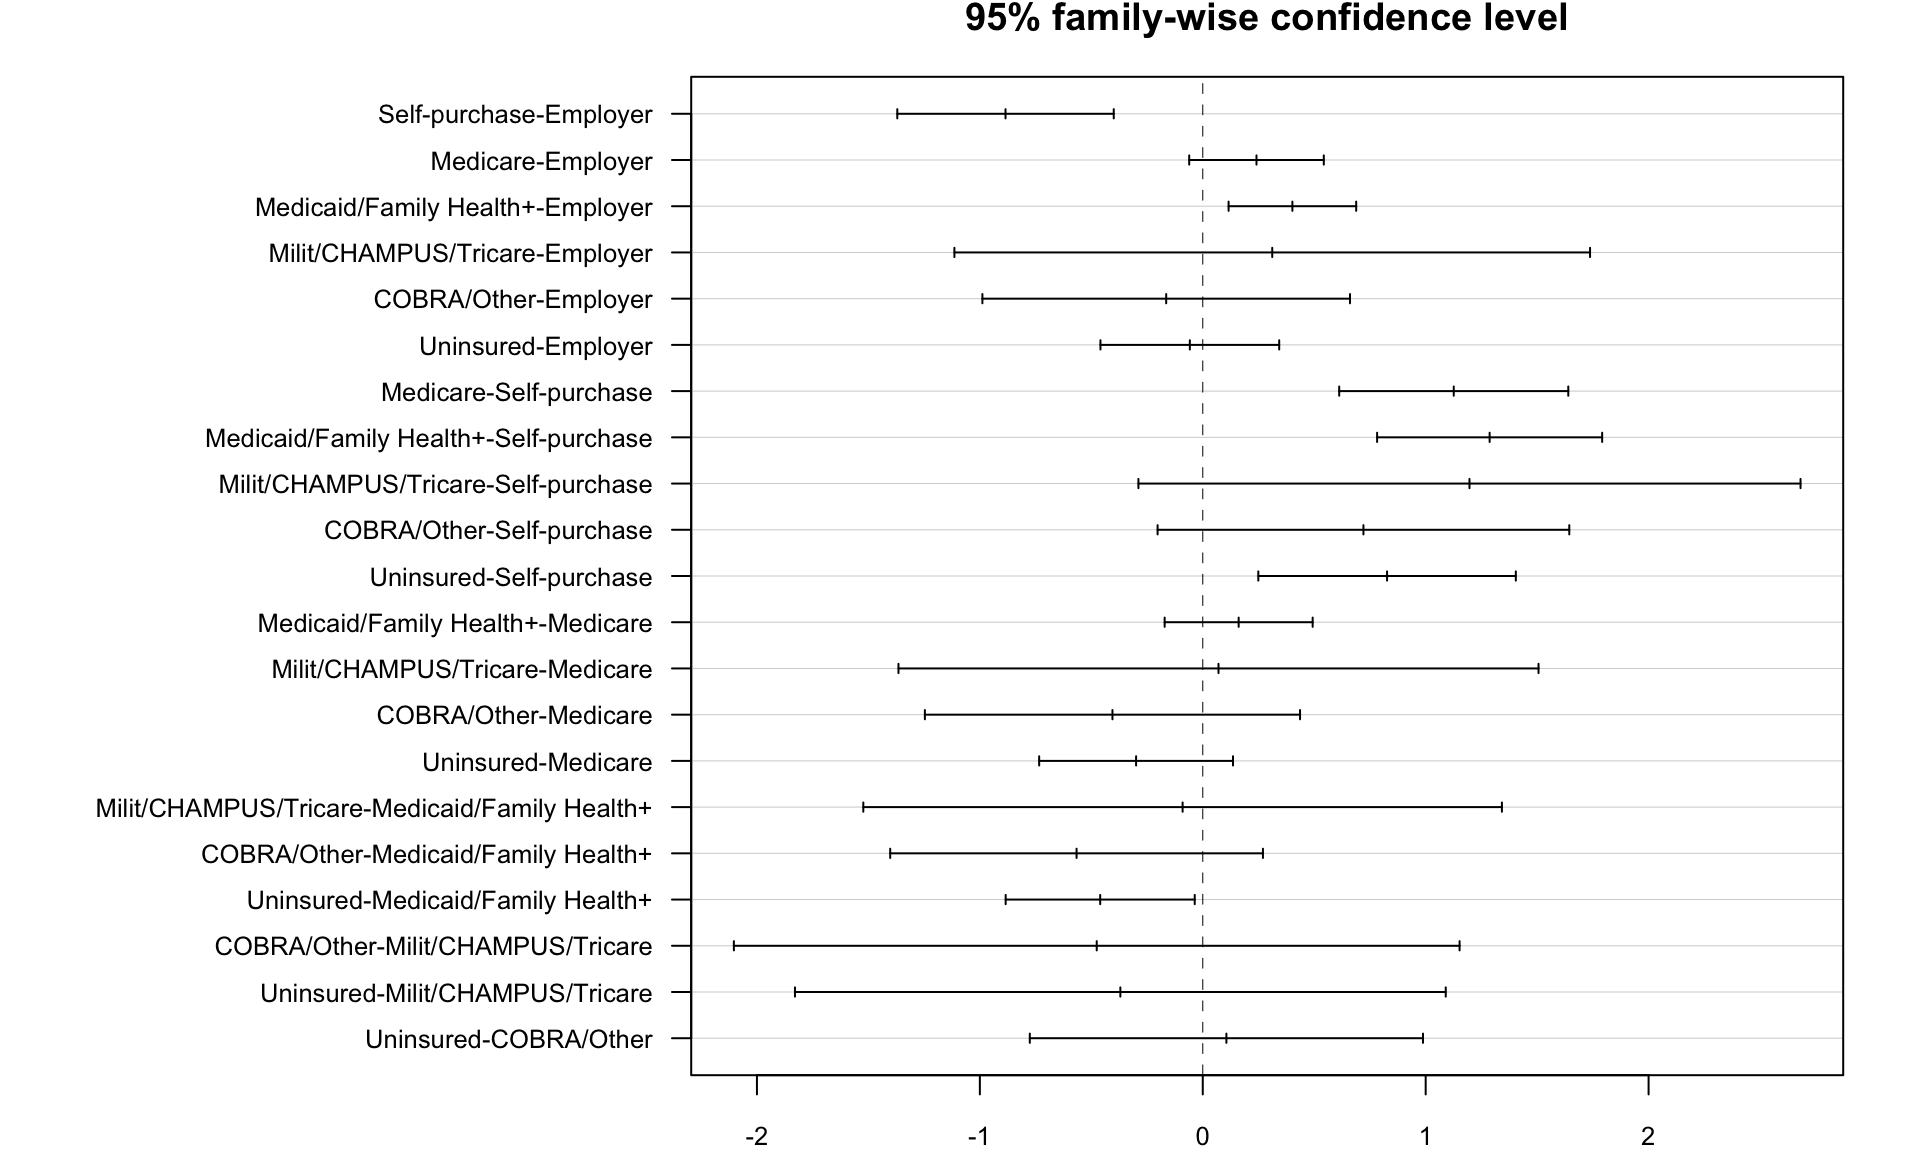 95% family-wise confidence level
Self-purchase-Employer
Medicare-Employer
Medicaid/Family Health+-Employer
Milit/CHAMPUS/Tricare-Employer
COBRA/Other-Employer
Uninsured-Employer
Medicare-Self-purchase
Medicaid/Family Health+-Self-purchase
Milit/CHAMPUS/Tricare-Self-purchase
COBRA/Other-Self-purchase
Uninsured-Self-purchase
Medicaid/Family Health+-Medicare
Milit/CHAMPUS/Tricare-Medicare
COBRA/Other-Medicare
Uninsured-Medicare
Milit/CHAMPUS/Tricare-Medicaid/Family Health+
COBRA/Other-Medicaid/Family Health+
Uninsured-Medicaid/Family Health+
COBRA/Other-Milit/CHAMPUS/Tricare
Uninsured-Milit/CHAMPUS/Tricare
Uninsured-COBRA/Other
-2 -1 0 1 2